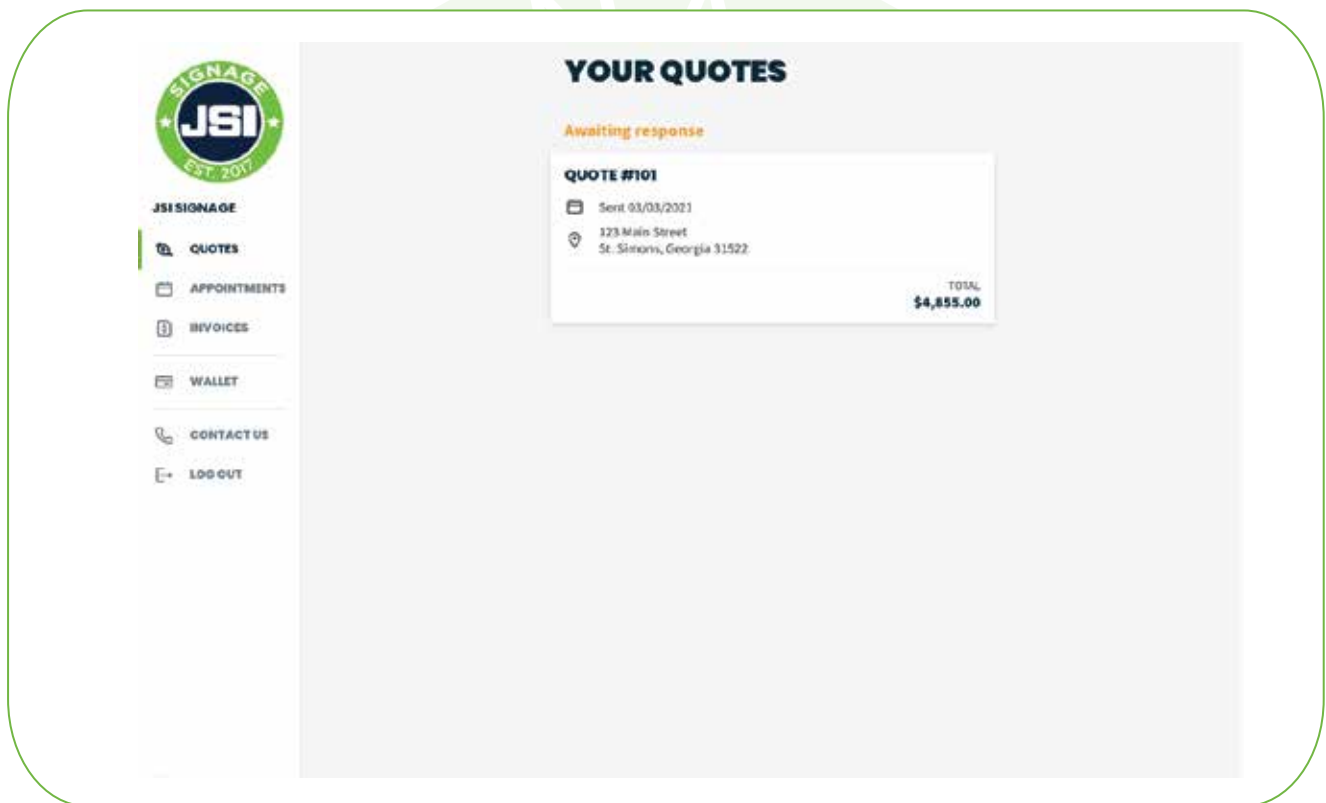 SIGNAGE
JSI
EST. 2017
JSI SIGNAGE
QUOTES
APPOINTMENTS
INVOICES
WALLET
CONTACT US
LOG OUT
YOUR QUOTES
Awaiting response
QUOTE #101
Sent 03/03/2021
123 Main Street
St. Simons, Georgia 31522
TOTAL
$4,855.00